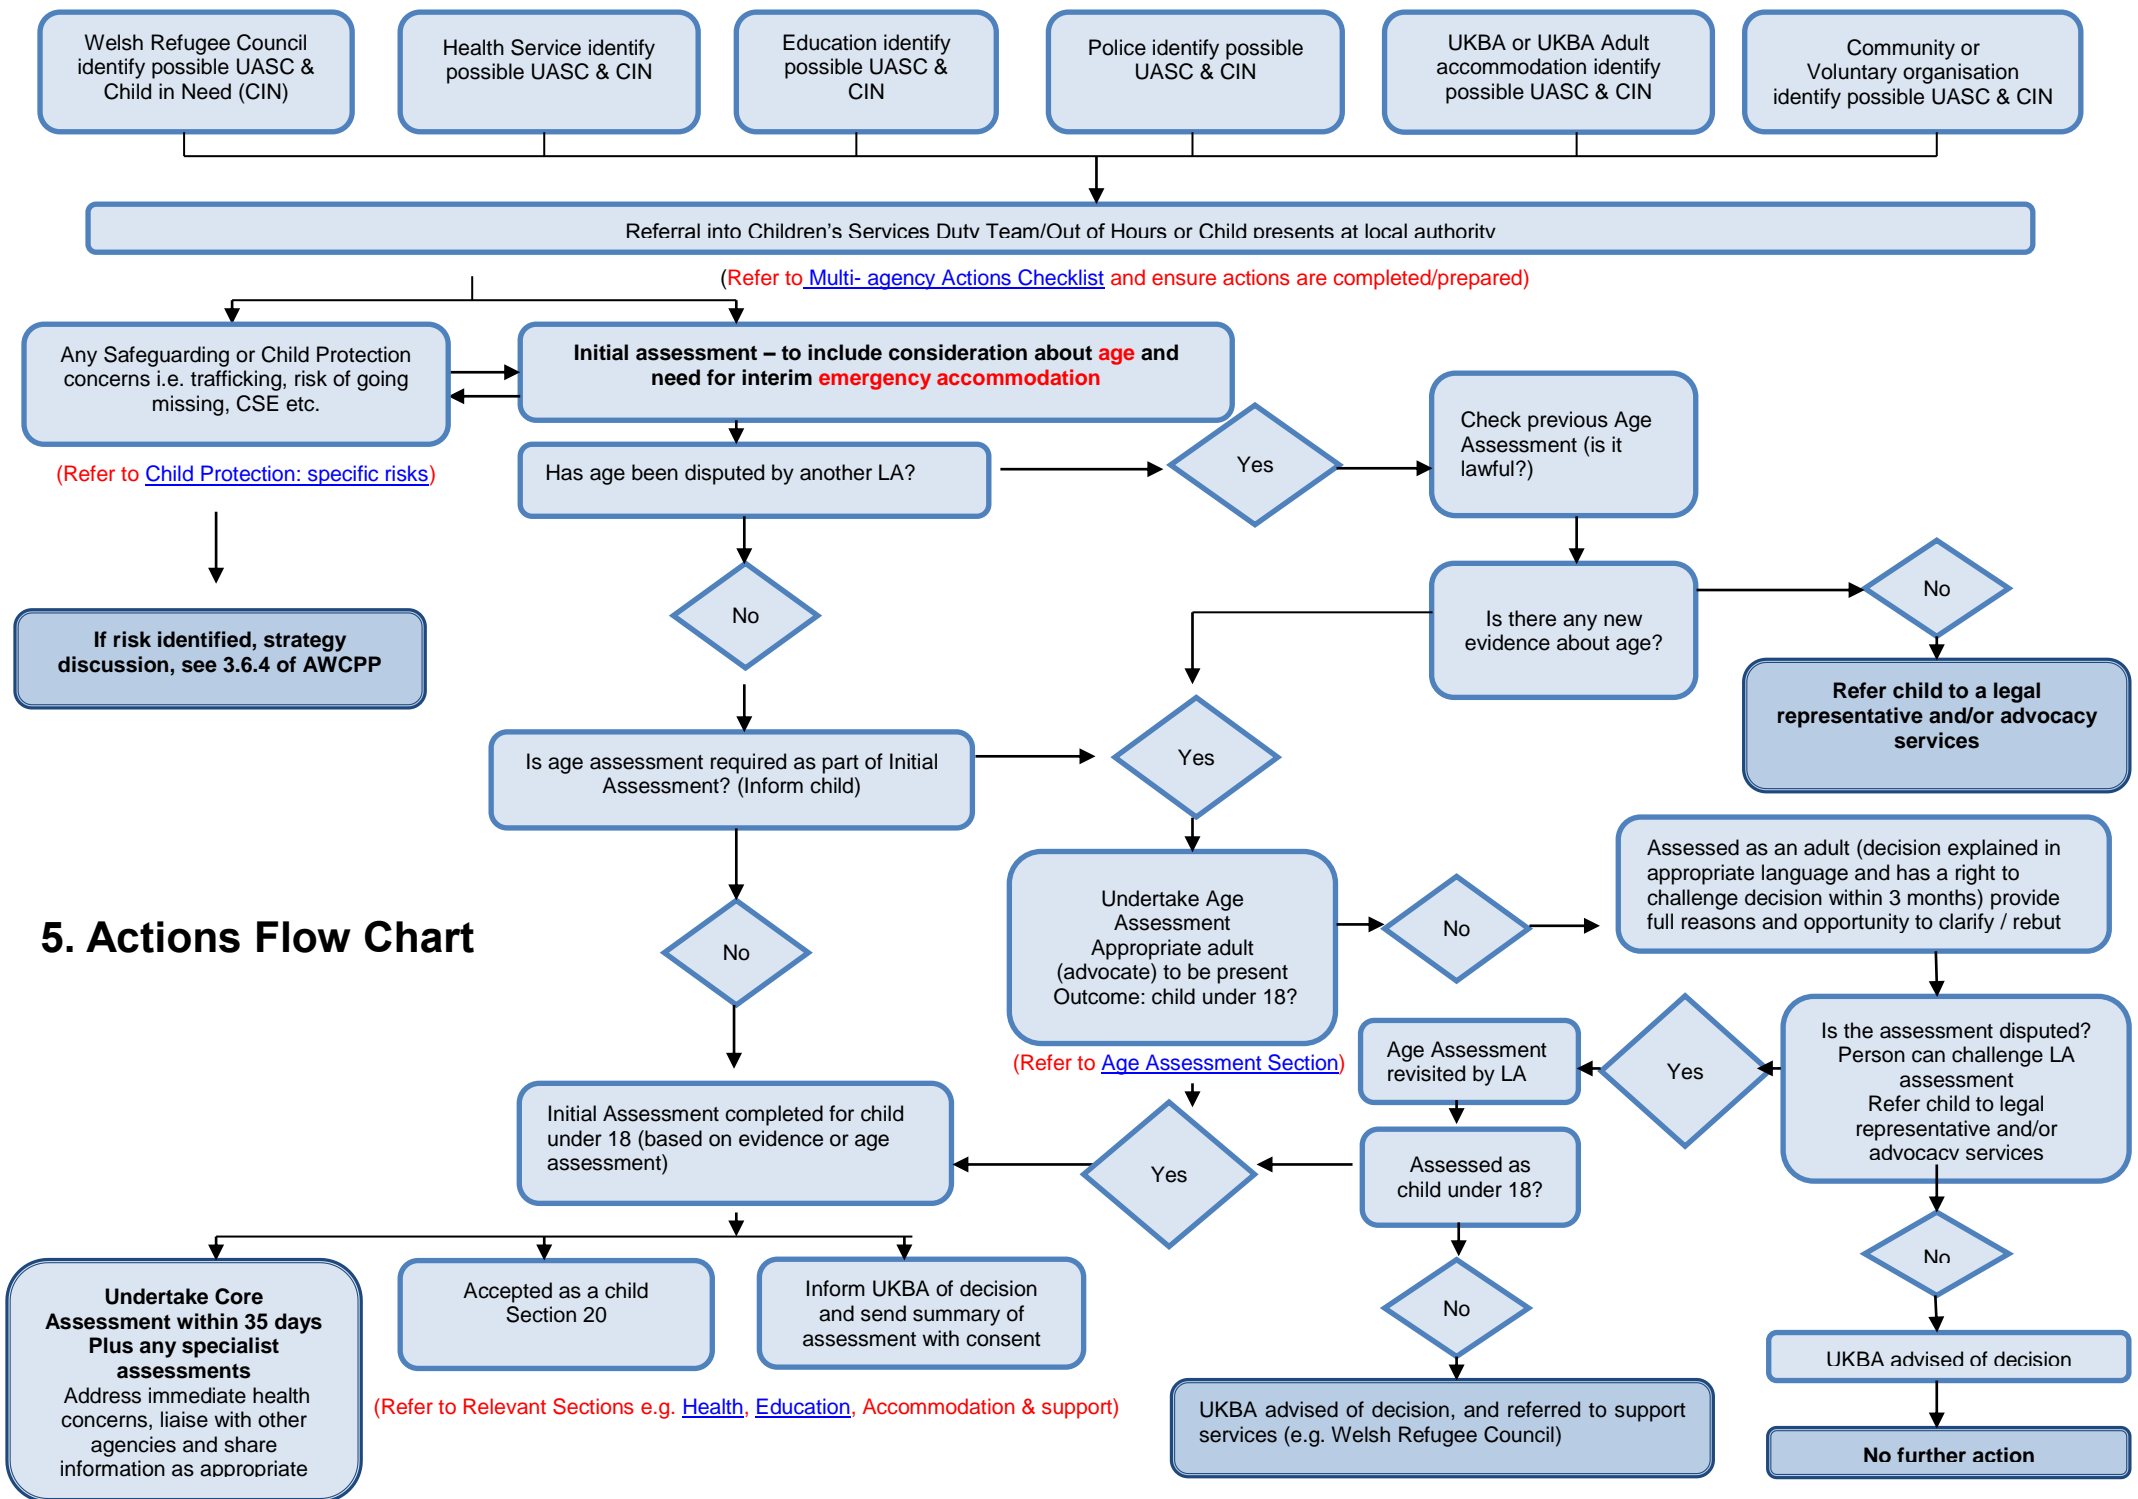 Welsh Refugee Council
identify possible UASC &
Child in Need (CIN)
Health Service identify
possible UASC & CIN
Education identify
possible UASC &
CIN
Police identify possible
UASC & CIN
UKBA or UKBA Adult
accommodation identify
possible UASC & CIN
Community or
Voluntary organisation
identify possible UASC & CIN
Referral into Children's Services Duty Team/Out of Hours or Child presents at local authority
(Refer to Multi- agency Actions Checklist and ensure actions are completed/prepared)
Any Safeguarding or Child Protection
concerns i.e. trafficking, risk of going
missing, CSE etc.
Initial assessment – to include consideration about age and
need for interim emergency accommodation
(Refer to Child Protection: specific risks)
Has age been disputed by another LA?
Yes
Check previous Age
Assessment (is it
lawful?)
No
Is there any new
evidence about age?
No
If risk identified, strategy
discussion, see 3.6.4 of AWCPP
Refer child to a legal
representative and/or advocacy
services
Is age assessment required as part of Initial
Assessment? (Inform child)
Yes
5. Actions Flow Chart
No
Undertake Age
Assessment
Appropriate adult
(advocate) to be present
Outcome: child under 18?
No
Assessed as an adult (decision explained in
appropriate language and has a right to
challenge decision within 3 months) provide
full reasons and opportunity to clarify / rebut
(Refer to Age Assessment Section)
Age Assessment
revisited by LA
Yes
Is the assessment disputed?
Person can challenge LA
assessment
Refer child to legal
representative and/or
advocacy services
Initial Assessment completed for child
under 18 (based on evidence or age
assessment)
Yes
Assessed as
child under 18?
No
No
Undertake Core
Assessment within 35 days
Plus any specialist
assessments
Address immediate health
concerns, liaise with other
agencies and share
information as appropriate
Accepted as a child
Section 20
Inform UKBA of decision
and send summary of
assessment with consent
(Refer to Relevant Sections e.g. Health, Education, Accommodation & support)
UKBA advised of decision, and referred to support
services (e.g. Welsh Refugee Council)
UKBA advised of decision
No further action